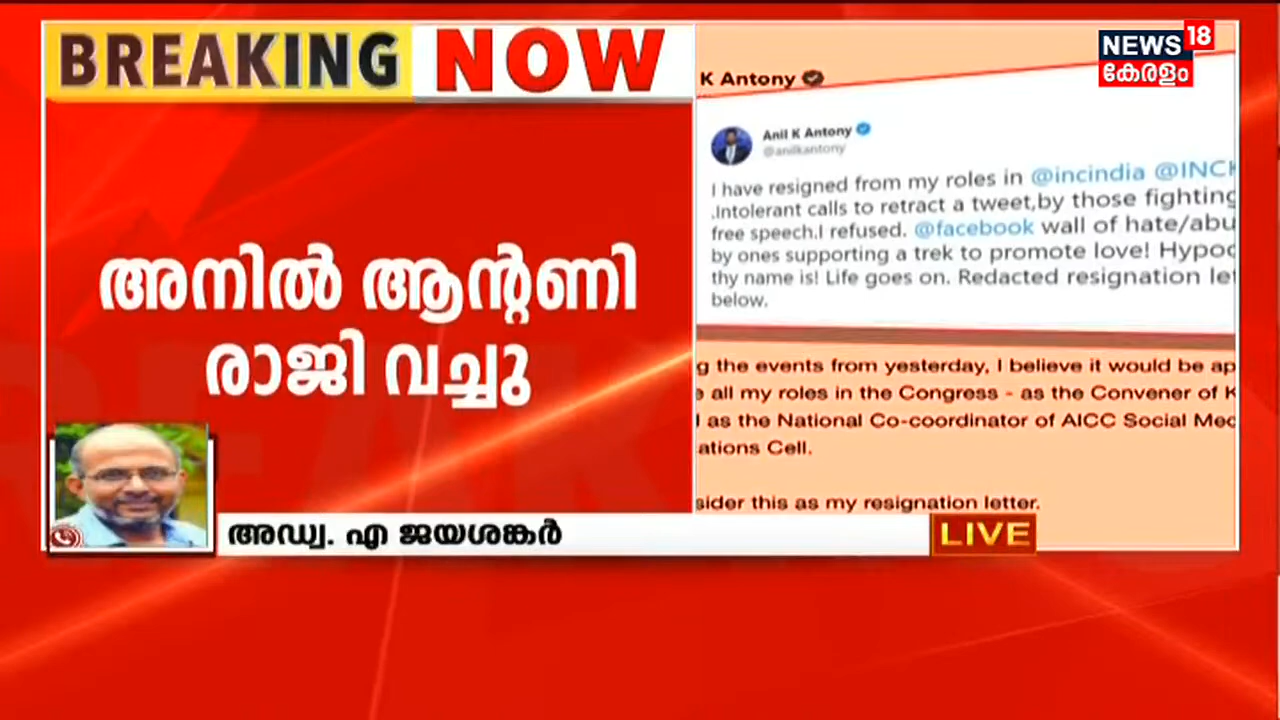 BREAKING NOW
NEWS 18
കേരളം
അനിൽ ആന്റണി
രാജി വച്ചു
K Antony
Anil K Antony
@anilkantony
I have resigned from my roles in @incindia @INCK
.Intolerant calls to retract a tweet,by those fighting
free speech.I refused. @facebook wall of hate/abu
by ones supporting a trek to promote love! Hypoc
thy name is! Life goes on. Redacted resignation let
below.
g the events from yesterday, I believe it would be ap
e all my roles in the Congress - as the Convener of K
as the National Co-coordinator of AICC Social Med
ations Cell.
sider this as my resignation letter.
അഡ്വ. എ ജയശങ്കർ
LIVE